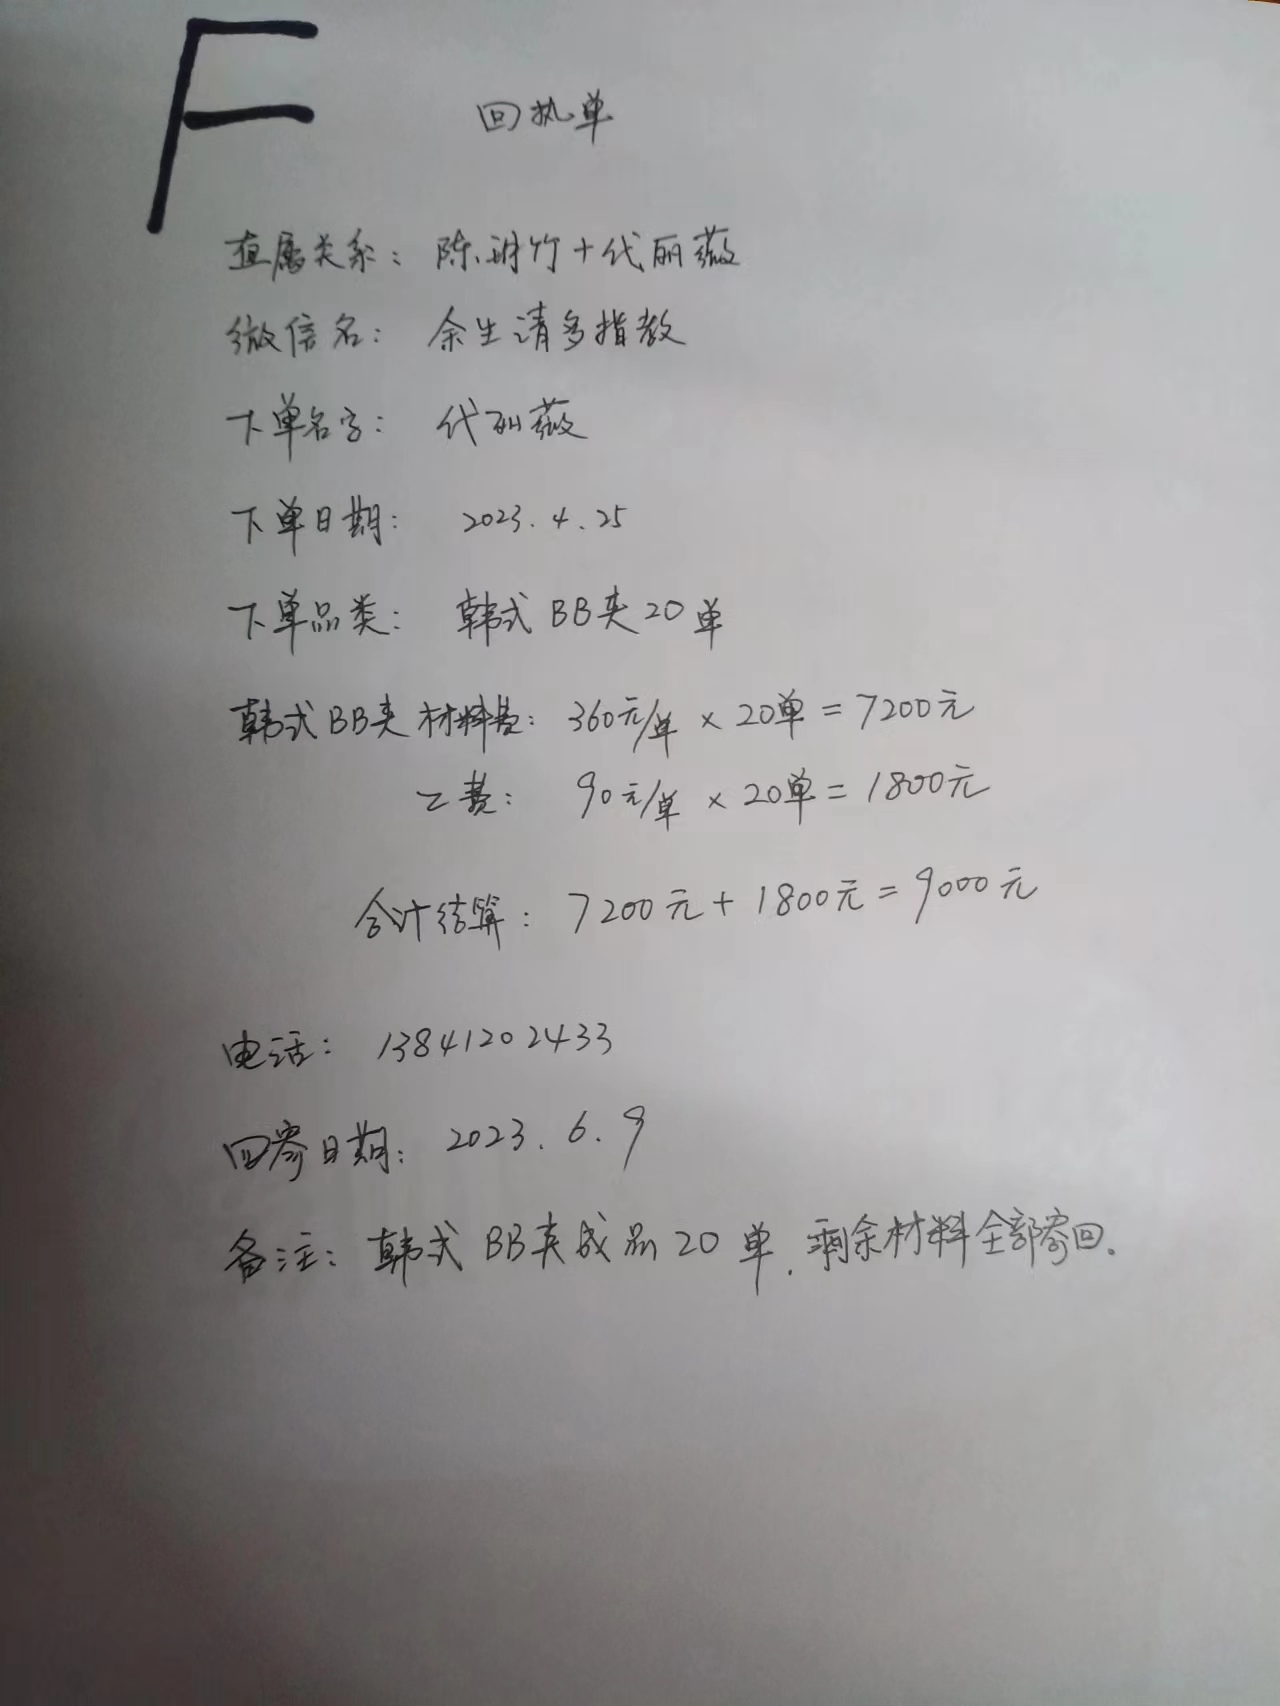 F
回执单
直属关系：陈玥竹+代丽薇
微信名：余生请多指教
下单名字：代丽薇
下单日期：2023.4.25
下单品类：韩式BB夹20单
韩式BB夹材料费：360元/单×20单=7200元
工费：90元/单×20单=1800元
合计结算：7200元+1800元=9000元
电话：13841202433
回寄日期：2023.6.9
备注：韩式BB夹成品20单.剩余材料全部寄回.